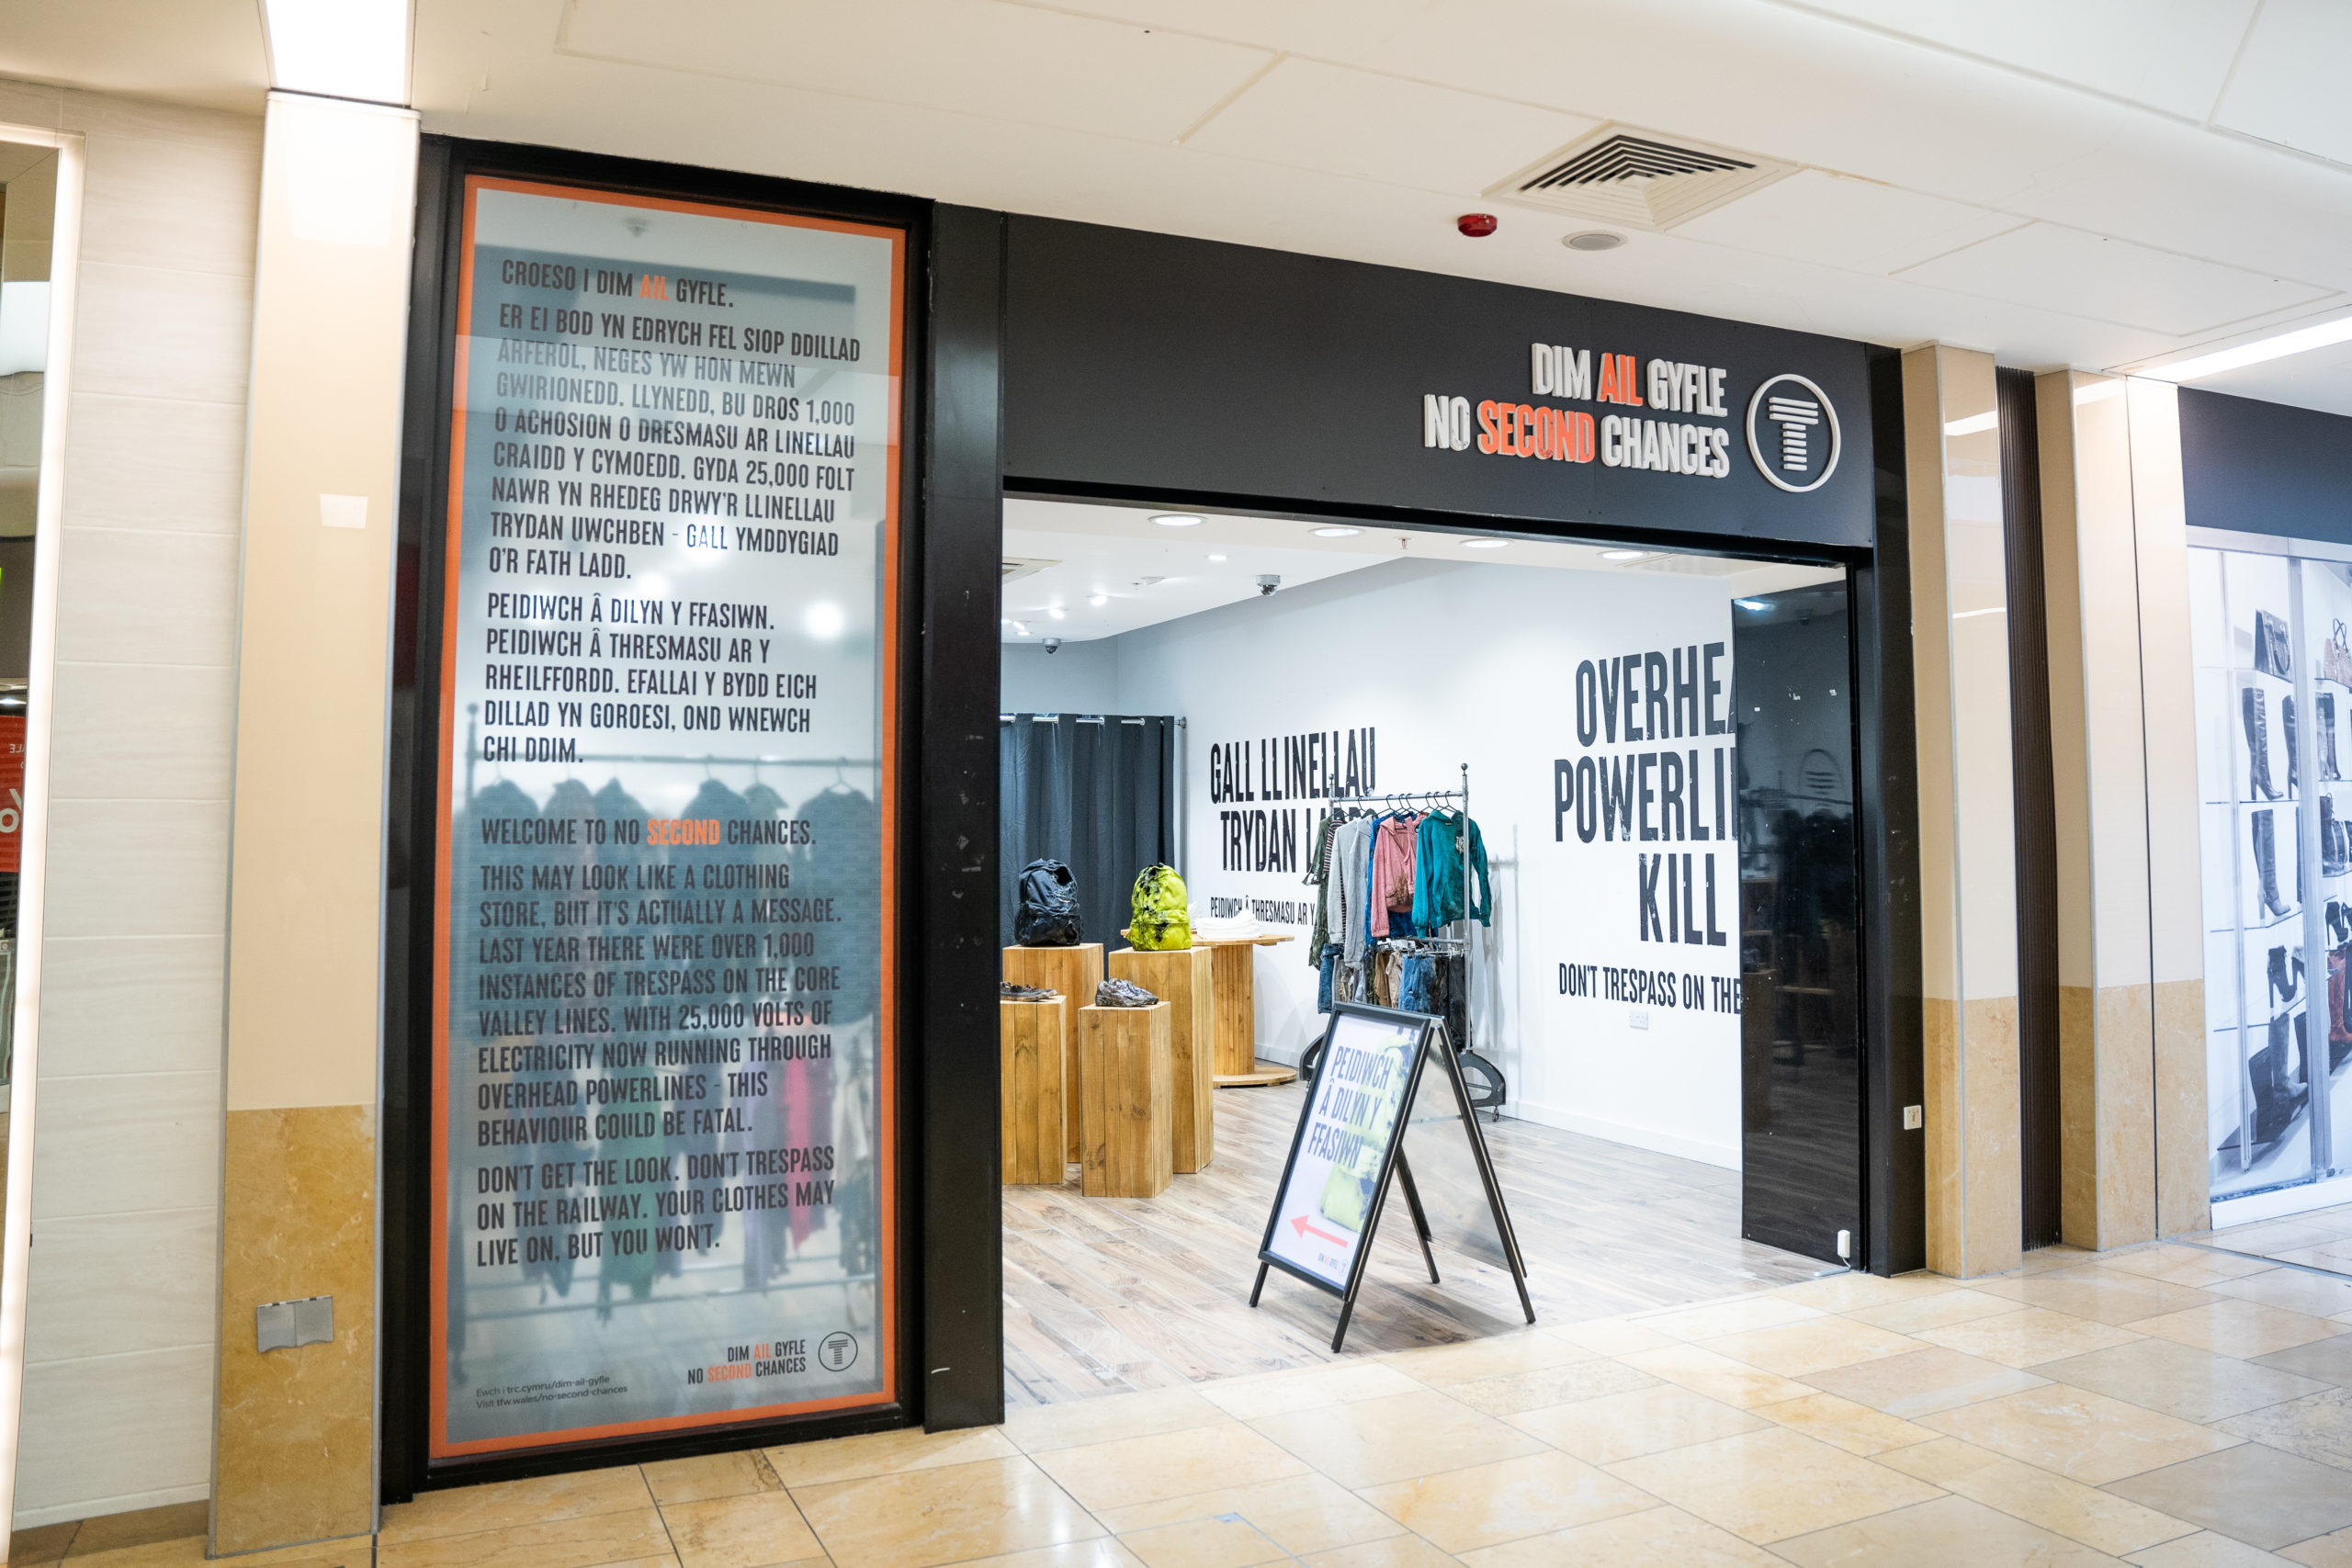 CROESO I DIM AIL GYFLE.
ER EI BOD YN EDRYCH FEL SIOP DDILLAD
ARFEROL, NEGES YW HON MEWN
GWIRIONEDD. LLYNEDD, BU DROS 1,000
O ACHOSION O DRESMASU AR LINELLAU
CRAIDD Y CYMOEDD. GYDA 25,000 FOLT
NAWR YN RHEDEG DRWY'R LLINELLAU
TRYDAN UWCHBEN - GALL YMDDYGIAD
O'R FATH LADD.
PEIDIWCH Â DILYN Y FFASIWN.
PEIDIWCH Â THRESMASU AR Y
RHEILFFORDD. EFALLAI Y BYDD EICH
DILLAD YN GOROESI, OND WNEWCH
CHI DDIM.
WELCOME TO NO SECOND CHANCES.
THIS MAY LOOK LIKE A CLOTHING
STORE, BUT IT'S ACTUALLY A MESSAGE.
LAST YEAR THERE WERE OVER 1,000
INSTANCES OF TRESPASS ON THE CORE
VALLEY LINES. WITH 25,000 VOLTS OF
ELECTRICITY NOW RUNNING THROUGH
OVERHEAD POWERLINES - THIS
BEHAVIOUR COULD BE FATAL.
DON'T GET THE LOOK. DON'T TRESPASS
ON THE RAILWAY. YOUR CLOTHES MAY
LIVE ON, BUT YOU WON'T.
DIM AIL GYFLE
NO SECOND CHANCES
T
Ewch i trc.cymru/dim-ail-gyfle
Visit tfw.wales/no-second-chances
DIM AIL GYFLE
NO SECOND CHANCES
T
GALL LLINELLAU
TRYDAN
PEIDIWCH Â THRESMASU AR Y
OVERHEA
POWERLI
KILL
DON'T TRESPASS ON THE
PEIDIWCH
Â DILYN Y
FFASIWN